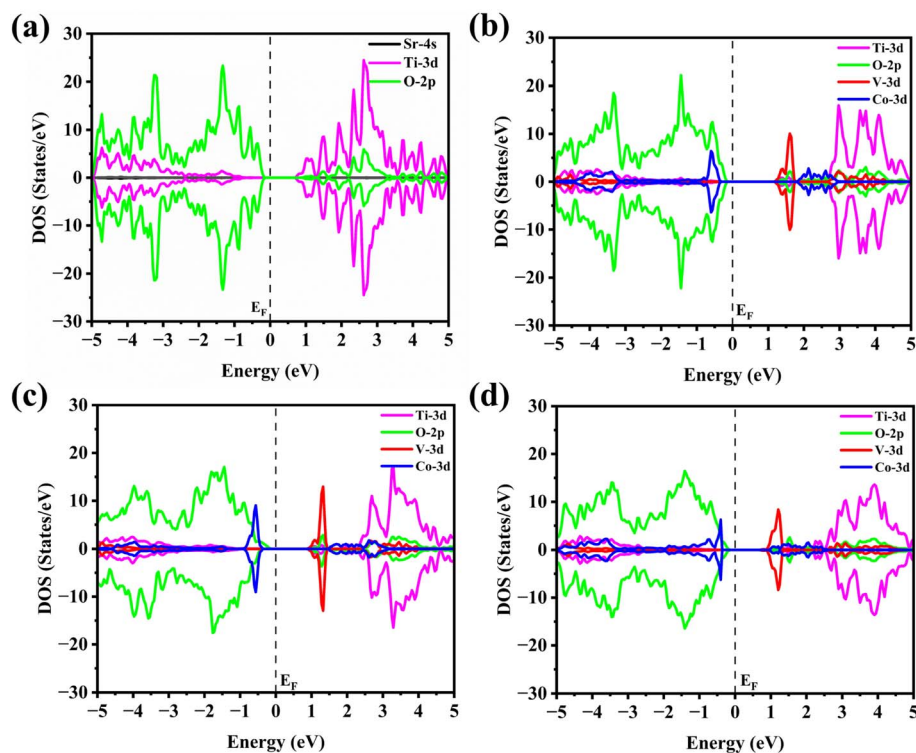 (a)
Sr-4s
Ti-3d
O-2p
DOS (States/eV)
30
20
10
0
−10
−20
−30
E_F
−5 −4 −3 −2 −1 0 1 2 3 4 5
Energy (eV)
(b)
Ti-3d
O-2p
V-3d
Co-3d
DOS (States/eV)
30
20
10
0
−10
−20
−30
E_F
−5 −4 −3 −2 −1 0 1 2 3 4 5
Energy (eV)
(c)
Ti-3d
O-2p
V-3d
Co-3d
DOS (States/eV)
30
20
10
0
−10
−20
−30
E_F
−5 −4 −3 −2 −1 0 1 2 3 4 5
Energy (eV)
(d)
Ti-3d
O-2p
V-3d
Co-3d
DOS (States/eV)
30
20
10
0
−10
−20
−30
E_F
−5 −4 −3 −2 −1 0 1 2 3 4 5
Energy (eV)